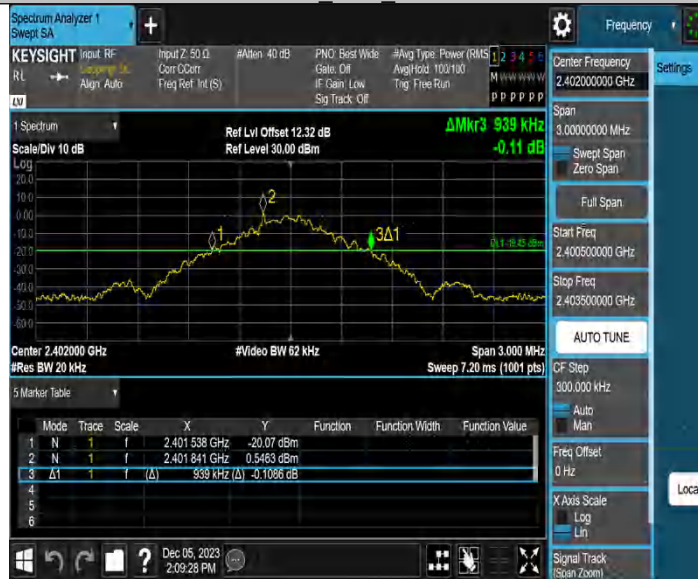 Spectrum Analyzer 1
Swept SA
+
Frequency
KEYSIGHT
RL
Input: RF
Align: Auto
Input Z: 50 Ω
Corr CCorr
Freq Ref: Int (S)
#Atten: 40 dB
PNO: Best Wide
Gate: Off
IF Gain: Low
Sig Track: Off
#Avg Type: Power (RMS
Avg|Hold: 100/100
Trig: Free Run
1 2 3 4 5 6
M W W W W W
P P P P P P
1 Spectrum
Scale/Div 10 dB
Ref Lvl Offset 12.32 dB
Ref Level 30.00 dBm
ΔMkr3 939 kHz
-0.11 dB
Log
20.0
10.0
0.00
-10.0
-20.0
-30.0
-40.0
-50.0
-60.0
1
2
3Δ1
Center 2.402000 GHz
#Res BW 20 kHz
#Video BW 62 kHz
Span 3.000 MHz
Sweep 7.20 ms (1001 pts)
5 Marker Table
Mode Trace Scale X Y Function Function Width Function Value
1 N 1 f 2.401 538 GHz -20.07 dBm
2 N 1 f 2.401 841 GHz 0.5463 dBm
3 Δ1 1 f (Δ) 939 kHz (Δ) -0.1086 dB
4
5
6
Dec 05, 2023
2:09:28 PM
?
Center Frequency
2.402000000 GHz
Settings
Span
3.00000000 MHz
Swept Span
Zero Span
Full Span
Start Freq
2.400500000 GHz
Stop Freq
2.403500000 GHz
AUTO TUNE
CF Step
300.000 kHz
Auto
Man
Freq Offset
0 Hz
X Axis Scale
Log
Lin
Loca
Signal Track
(Span Zoom)